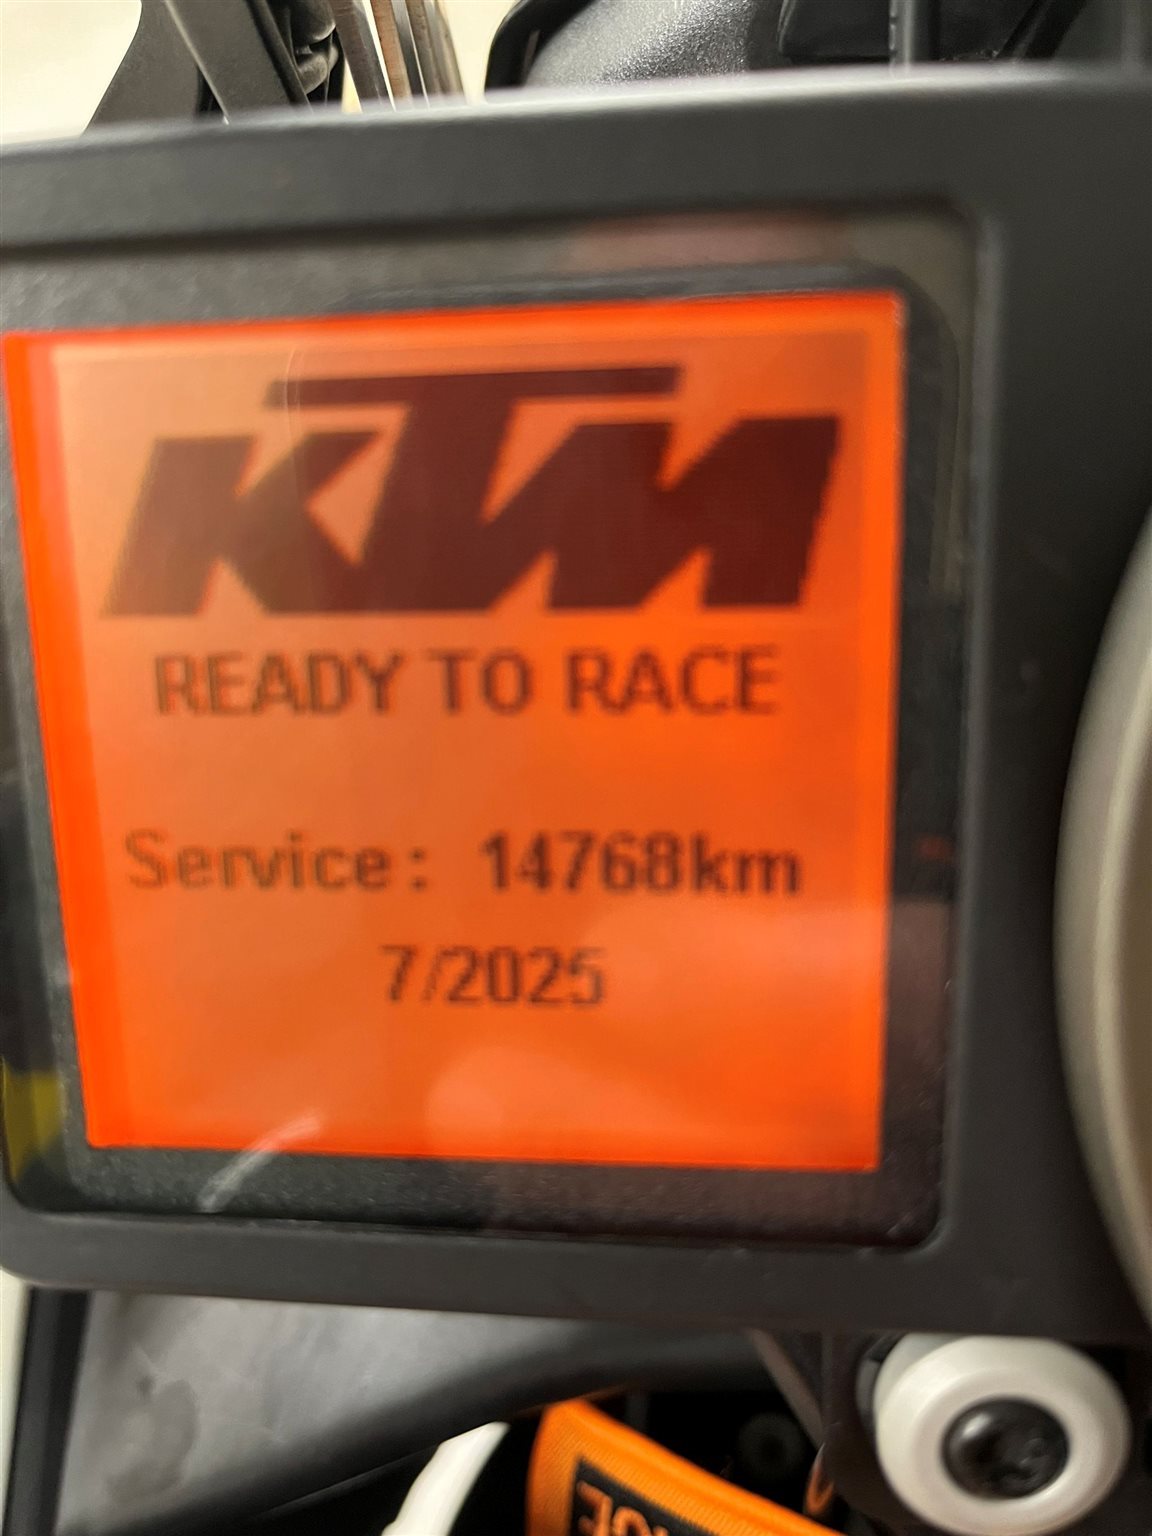 KTM
READY TO RACE
Service: 14768km
7/2025